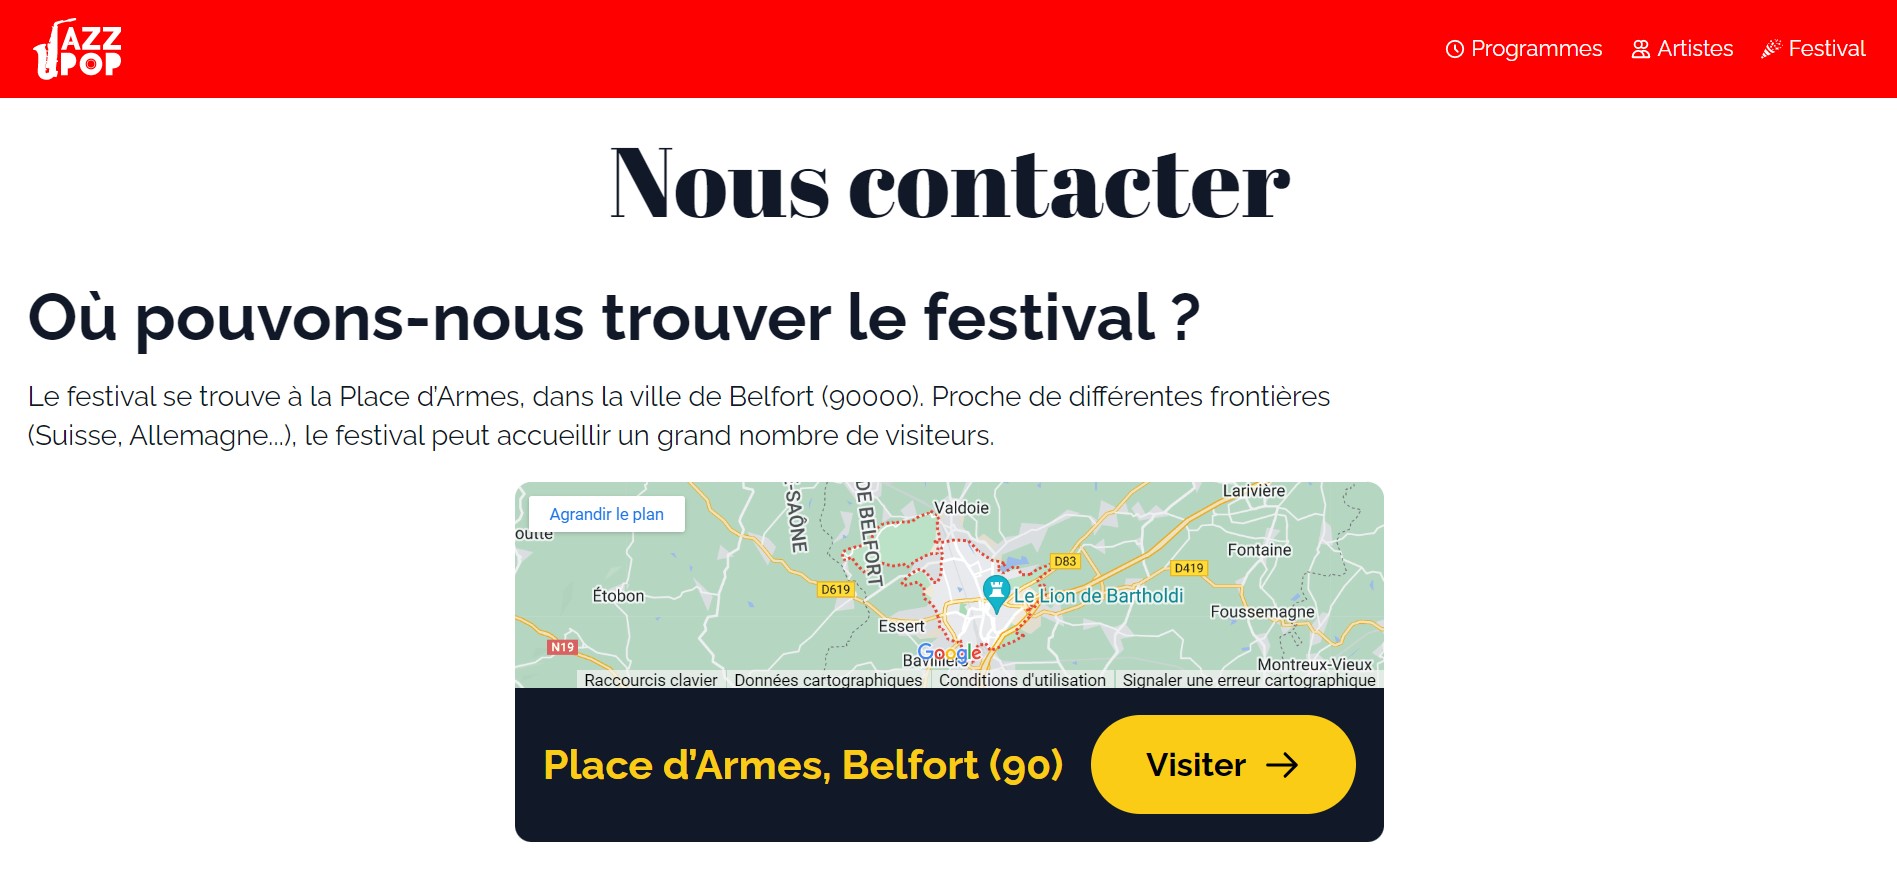 JAZZ
POP
Programmes
Artistes
Festival
Nous contacter
Où pouvons-nous trouver le festival ?
Le festival se trouve à la Place d’Armes, dans la ville de Belfort (90000). Proche de différentes frontières
(Suisse, Allemagne...), le festival peut accueillir un grand nombre de visiteurs.
Agrandir le plan
-SAÔNE
DE BELFORT
Valdoie
Larivière
Fontaine
D83
D419
D619
Étobon
Le Lion de Bartholdi
Foussemagne
Essert
N19
Bavilliers
Google
Montreux-Vieux
Raccourcis clavier
Données cartographiques
Conditions d'utilisation
Signaler une erreur cartographique
Place d’Armes, Belfort (90)
Visiter